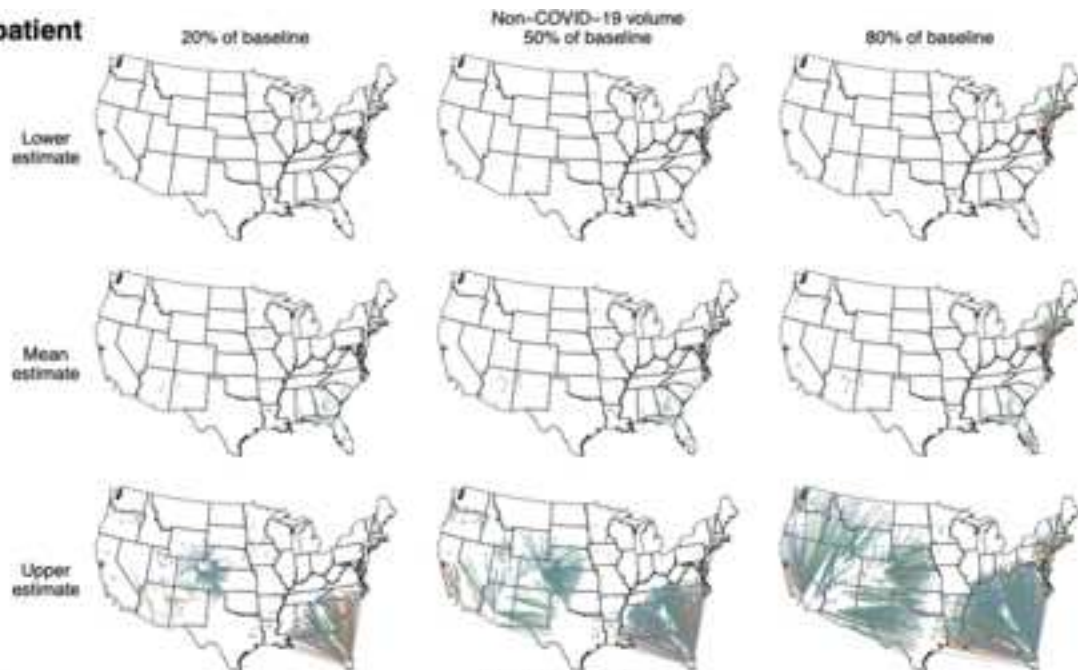 patient
Non-COVID-19 volume
20% of baseline
50% of baseline
80% of baseline
Lower
estimate
Mean
estimate
Upper
estimate